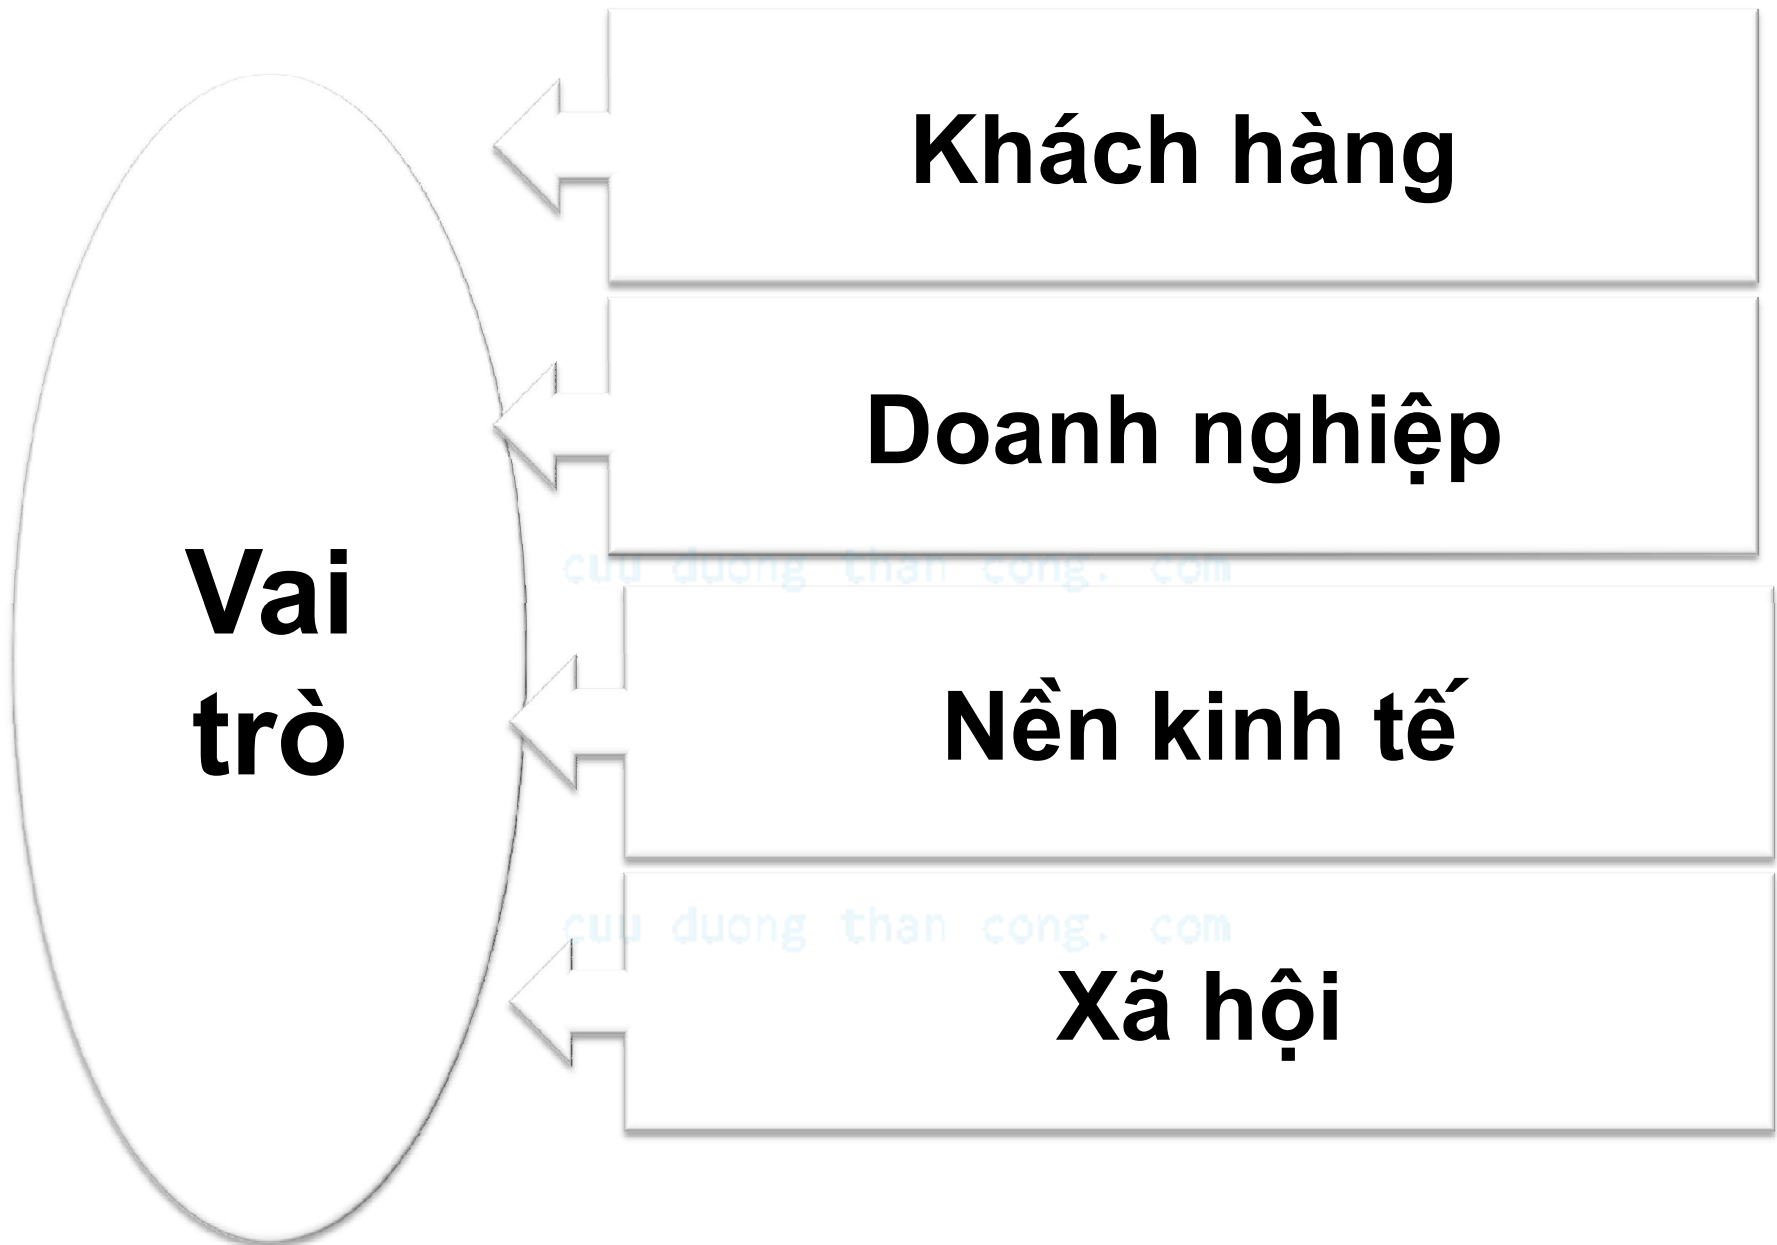 Khách hàng
Doanh nghiệp
cuu duong than cong. com
Vai
trò
Nền kinh tế
cuu duong than cong. com
Xã hội